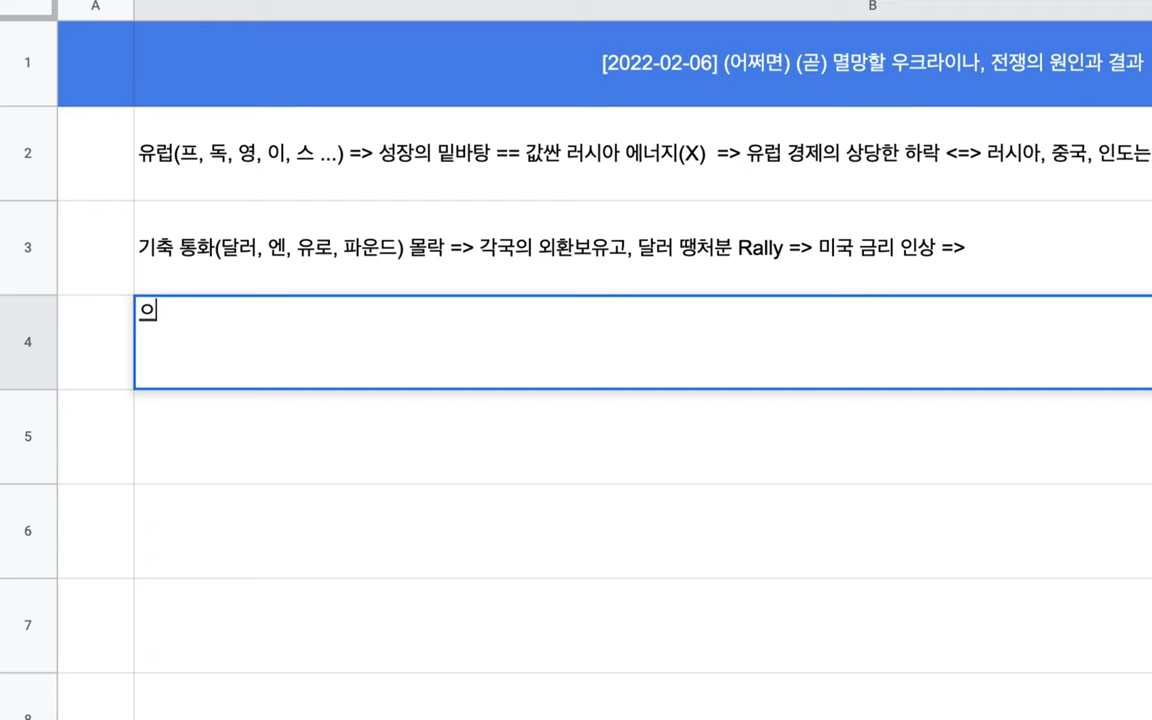 A B
1 [2022-02-06] (어쩌면) (곧) 멸망할 우크라이나, 전쟁의 원인과 결과
2 유럽(프, 독, 영, 이, 스 ...) => 성장의 밑바탕 == 값싼 러시아 에너지(X) => 유럽 경제의 상당한 하락 <=> 러시아, 중국, 인도는
3 기축 통화(달러, 엔, 유로, 파운드) 몰락 => 각국의 외환보유고, 달러 땡처분 Rally => 미국 금리 인상 =>
4 으
5
6
7
8